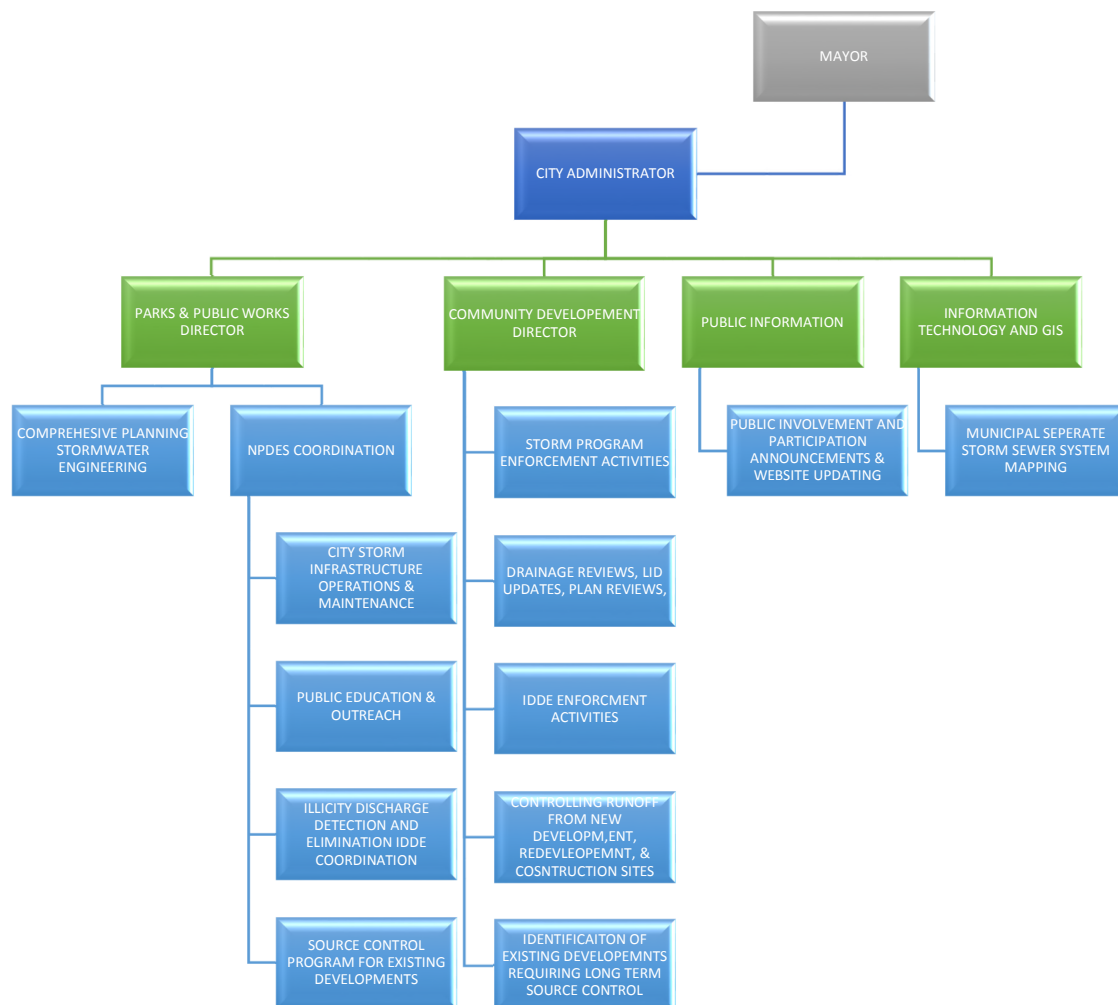 MAYOR
CITY ADMINISTRATOR
PARKS & PUBLIC WORKS
DIRECTOR
COMMUNITY DEVELOPEMENT
DIRECTOR
PUBLIC INFORMATION
INFORMATION
TECHNOLOGY AND GIS
COMPREHESIVE PLANNING
STORMWATER
ENGINEERING
NPDES COORDINATION
CITY STORM
INFRASTRUCTURE
OPERATIONS &
MAINTENANCE
PUBLIC EDUCATION &
OUTREACH
ILLICITY DISCHARGE
DETECTION AND
ELIMINATION IDDE
COORDINATION
SOURCE CONTROL
PROGRAM FOR EXISTING
DEVELOPMENTS
STORM PROGRAM
ENFORCEMENT ACTIVITIES
DRAINAGE REVIEWS, LID
UPDATES, PLAN REVIEWS,
IDDE ENFORCMENT
ACTIVITIES
CONTROLLING RUNOFF
FROM NEW
DEVELOPM,ENT,
REDEVLEOPEMNT, &
COSNTRUCTION SITES
IDENTIFICAITON OF
EXISTING DEVELOPEMNTS
REQUIRING LONG TERM
SOURCE CONTROL
PUBLIC INVOLVEMENT AND
PARTICIPATION
ANNOUNCEMENTS &
WEBSITE UPDATING
MUNICIPAL SEPERATE
STORM SEWER SYSTEM
MAPPING